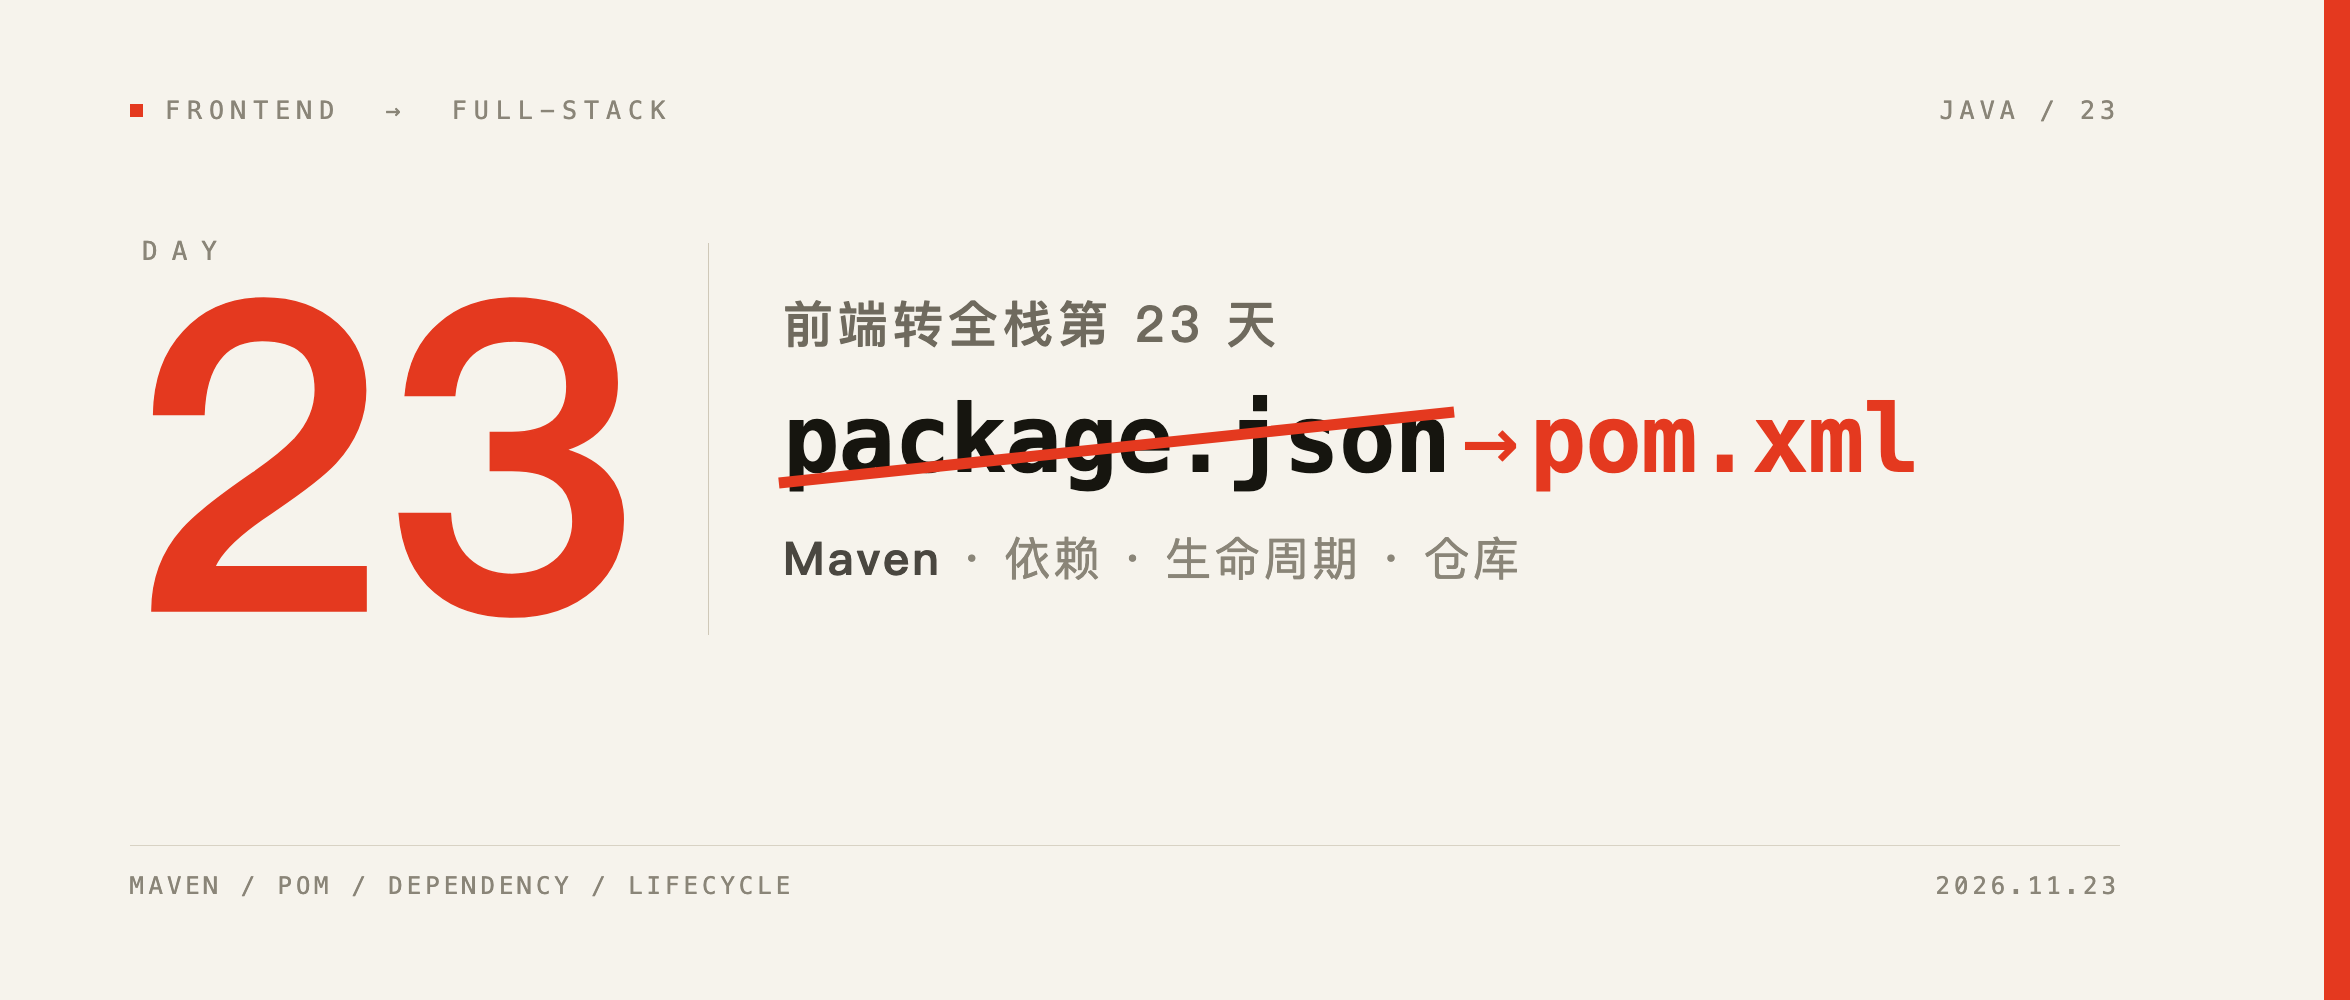 FRONTEND → FULL-STACK
JAVA / 23
DAY
23
前端转全栈第 23 天
package.json→pom.xml
Maven · 依赖 · 生命周期 · 仓库
MAVEN / POM / DEPENDENCY / LIFECYCLE
2026.11.23